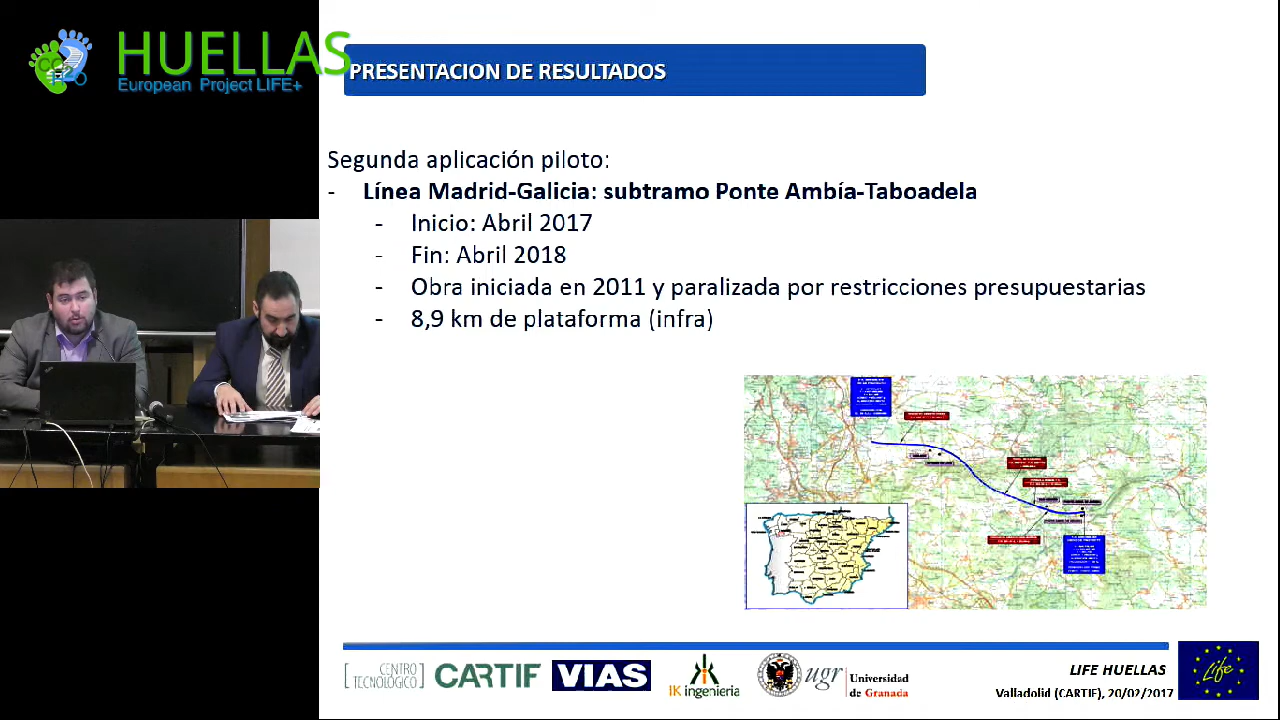 HUELLAS
European Project LIFE+
PRESENTACION DE RESULTADOS
Segunda aplicación piloto:
- Línea Madrid-Galicia: subtramo Ponte Ambía-Taboadela
- Inicio: Abril 2017
- Fin: Abril 2018
- Obra iniciada en 2011 y paralizada por restricciones presupuestarias
- 8,9 km de plataforma (infra)
CENTRO
TECNOLÓGICO
CARTIF
VIAS
IK ingeniería
ugr
Universidad
de Granada
LIFE HUELLAS
Valladolid (CARTIF), 20/02/2017
Life